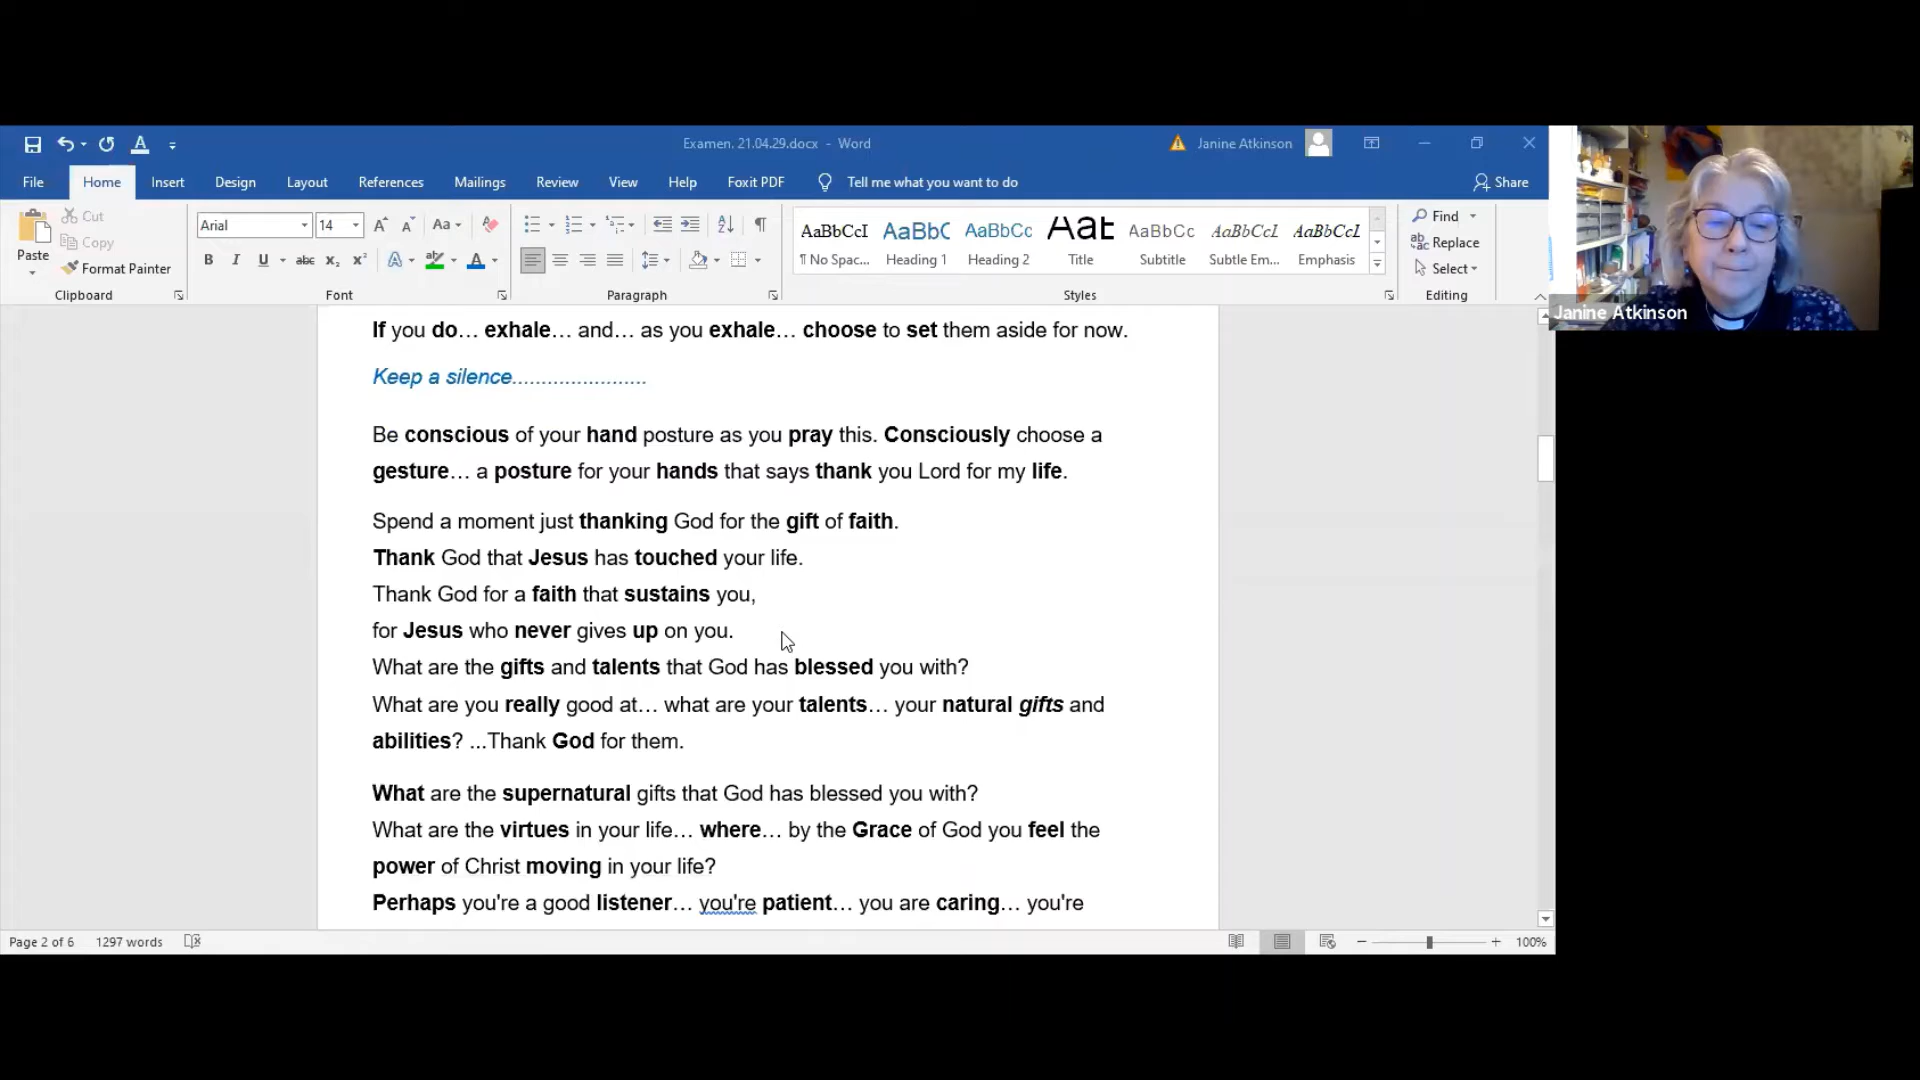 Examen. 21.04.29.docx - Word
Janine Atkinson
File Home Insert Design Layout References Mailings Review View Help Foxit PDF Tell me what you want to do Share
Paste
Cut
Copy
Format Painter
Clipboard
Arial 14
Font
Paragraph
AaBbCcI AaBbC AaBbCc AaB AaBbCc AaBbCcI AaBbCcI
¶ No Spac... Heading 1 Heading 2 Title Subtitle Subtle Em... Emphasis
Styles
Find
Replace
Select
Editing
Janine Atkinson
If you do… exhale… and… as you exhale… choose to set them aside for now.
Keep a silence.......................
Be conscious of your hand posture as you pray this. Consciously choose a
gesture… a posture for your hands that says thank you Lord for my life.
Spend a moment just thanking God for the gift of faith.
Thank God that Jesus has touched your life.
Thank God for a faith that sustains you,
for Jesus who never gives up on you.
What are the gifts and talents that God has blessed you with?
What are you really good at… what are your talents… your natural gifts and
abilities? ...Thank God for them.
What are the supernatural gifts that God has blessed you with?
What are the virtues in your life… where… by the Grace of God you feel the
power of Christ moving in your life?
Perhaps you're a good listener… you're patient… you are caring… you're
Page 2 of 6 1297 words 100%